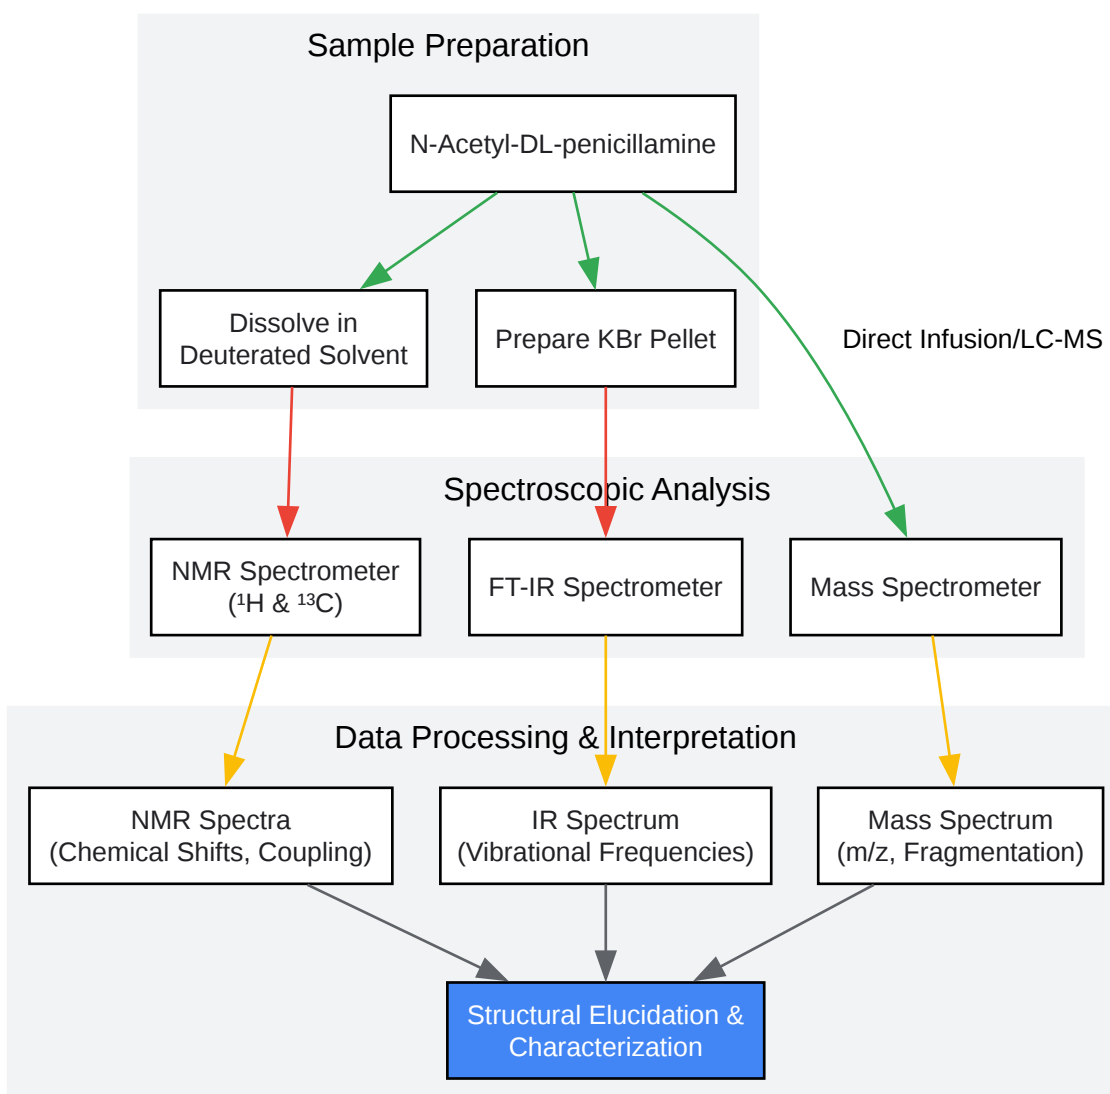 Sample Preparation
N-Acetyl-DL-penicillamine
Dissolve in
Deuterated Solvent
Prepare KBr Pellet
Direct Infusion/LC-MS
Spectroscopic Analysis
NMR Spectrometer
(¹H & ¹³C)
FT-IR Spectrometer
Mass Spectrometer
Data Processing & Interpretation
NMR Spectra
(Chemical Shifts, Coupling)
IR Spectrum
(Vibrational Frequencies)
Mass Spectrum
(m/z, Fragmentation)
Structural Elucidation &
Characterization